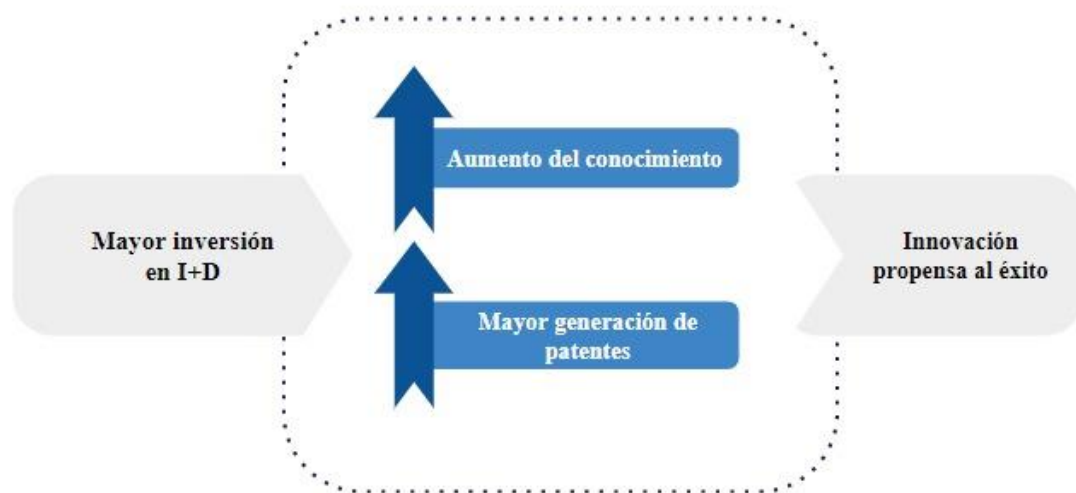 Mayor inversión
en I+D
Aumento del conocimiento
Mayor generación de
patentes
Innovación
propensa al éxito